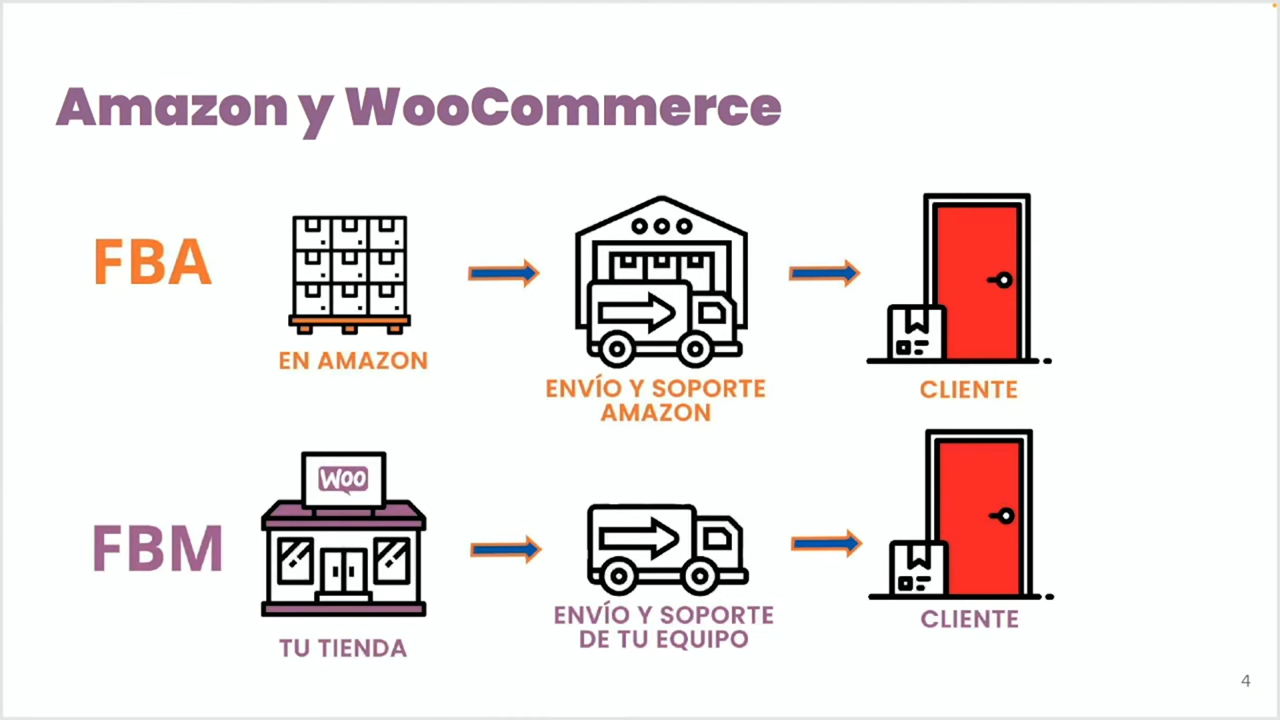 Amazon y WooCommerce
FBA
EN AMAZON
ENVÍO Y SOPORTE
AMAZON
CLIENTE
FBM
WOO
TU TIENDA
ENVÍO Y SOPORTE
DE TU EQUIPO
CLIENTE
4